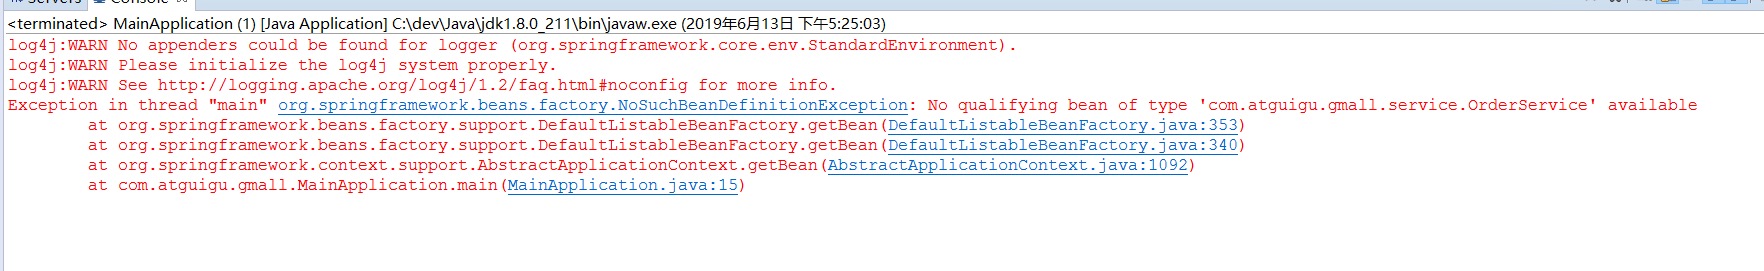 Servers Console
<terminated> MainApplication (1) [Java Application] C:\dev\Java\jdk1.8.0_211\bin\javaw.exe (2019年6月13日 下午5:25:03)
log4j:WARN No appenders could be found for logger (org.springframework.core.env.StandardEnvironment).
log4j:WARN Please initialize the log4j system properly.
log4j:WARN See http://logging.apache.org/log4j/1.2/faq.html#noconfig for more info.
Exception in thread "main" org.springframework.beans.factory.NoSuchBeanDefinitionException: No qualifying bean of type 'com.atguigu.gmall.service.OrderService' available
at org.springframework.beans.factory.support.DefaultListableBeanFactory.getBean(DefaultListableBeanFactory.java:353)
at org.springframework.beans.factory.support.DefaultListableBeanFactory.getBean(DefaultListableBeanFactory.java:340)
at org.springframework.context.support.AbstractApplicationContext.getBean(AbstractApplicationContext.java:1092)
at com.atguigu.gmall.MainApplication.main(MainApplication.java:15)